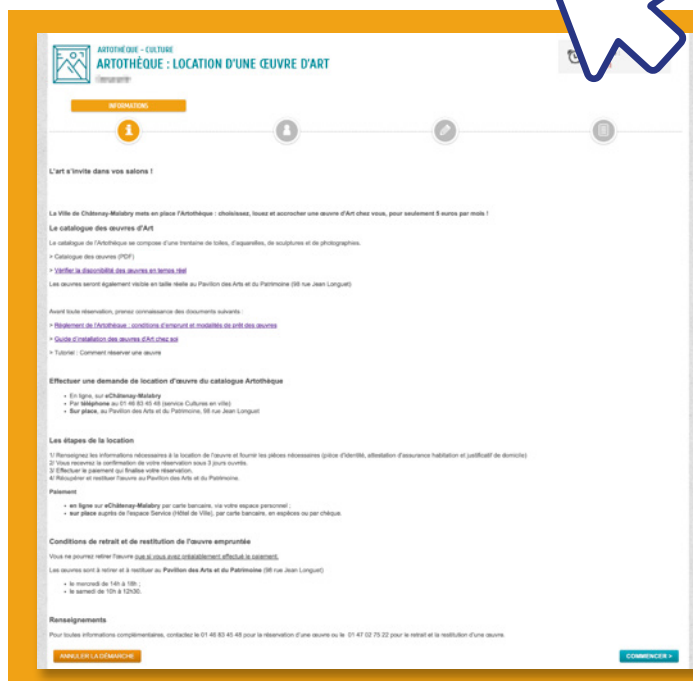 ARTOTHÈQUE - CULTURE
ARTOTHÈQUE : LOCATION D'UNE ŒUVRE D'ART
INFORMATIONS
L'art s'invite dans vos salons !
La Ville de Châtenay-Malabry mets en place l'Artothèque : choisissez, louez et accrocher une œuvre d'Art chez vous, pour seulement 5 euros par mois !
Le catalogue des œuvres d'Art
Le catalogue de l'Artothèque se compose d'une trentaine de toiles, d'aquarelles, de sculptures et de photographies.
> Catalogue des œuvres (PDF)
> Vérifier la disponibilité des œuvres en temps réel
Les œuvres seront également visible en taille réelle au Pavillon des Arts et du Patrimoine (98 rue Jean Longuet)
Avant toute réservation, prenez connaissance des documents suivants :
> Règlement de l'Artothèque : conditions d'emprunt et modalités de prêt des œuvres
> Guide d'installation des œuvres d'Art chez soi
> Tutoriel : Comment réserver une œuvre
Effectuer une demande de location d'œuvre du catalogue Artothèque
• En ligne, sur eChâtenay-Malabry
• Par téléphone au 01 46 83 45 48 (service Cultures en ville)
• Sur place, au Pavillon des Arts et du Patrimoine, 98 rue Jean Longuet
Les étapes de la location
1/ Renseignez les informations nécessaires à la location de l'œuvre et fournir les pièces nécessaires (pièce d'identité, attestation d'assurance habitation et justificatif de domicile)
2/ Vous recevrez la confirmation de votre réservation sous 3 jours ouvrés.
3/ Effectuer le paiement qui finalise votre réservation.
4/ Récupérer et restituer l'œuvre au Pavillon des Arts et du Patrimoine.
Paiement
• en ligne sur eChâtenay-Malabry par carte bancaire, via votre espace personnel ;
• sur place auprès de l'espace Service (Hôtel de Ville), par carte bancaire, en espèces ou par chèque.
Conditions de retrait et de restitution de l'œuvre empruntée
Vous ne pourrez retirer l'œuvre que si vous avez préalablement effectué le paiement.
Les œuvres sont à retirer et à restituer au Pavillon des Arts et du Patrimoine (98 rue Jean Longuet)
• le mercredi de 14h à 18h ;
• le samedi de 10h à 12h30.
Renseignements
Pour toutes informations complémentaires, contactez le 01 46 83 45 48 pour la réservation d'une œuvre ou le 01 47 02 75 22 pour le retrait et la restitution d'une œuvre.
ANNULER LA DÉMARCHE
COMMENCER >